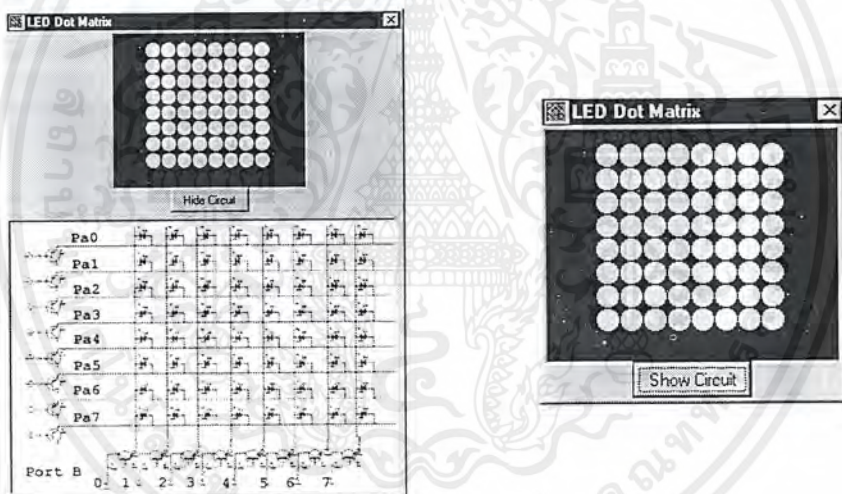 LED Dot Matrix
Hide Circuit
Pa0
Pa1
Pa2
Pa3
Pa4
Pa5
Pa6
Pa7
Port B
0 1 2 3 4 5 6 7
LED Dot Matrix
Show Circuit